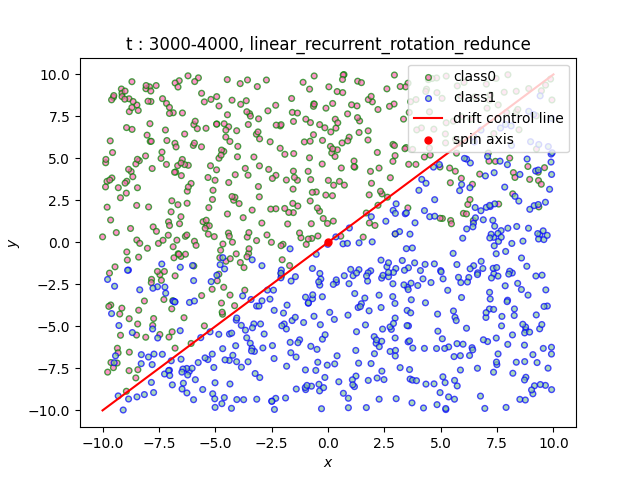 t : 3000-4000, linear_recurrent_rotation_redunce
class0
class1
drift control line
spin axis
10.0
7.5
5.0
2.5
0.0
−2.5
−5.0
−7.5
−10.0
y
−10.0 −7.5 −5.0 −2.5 0.0 2.5 5.0 7.5 10.0
x